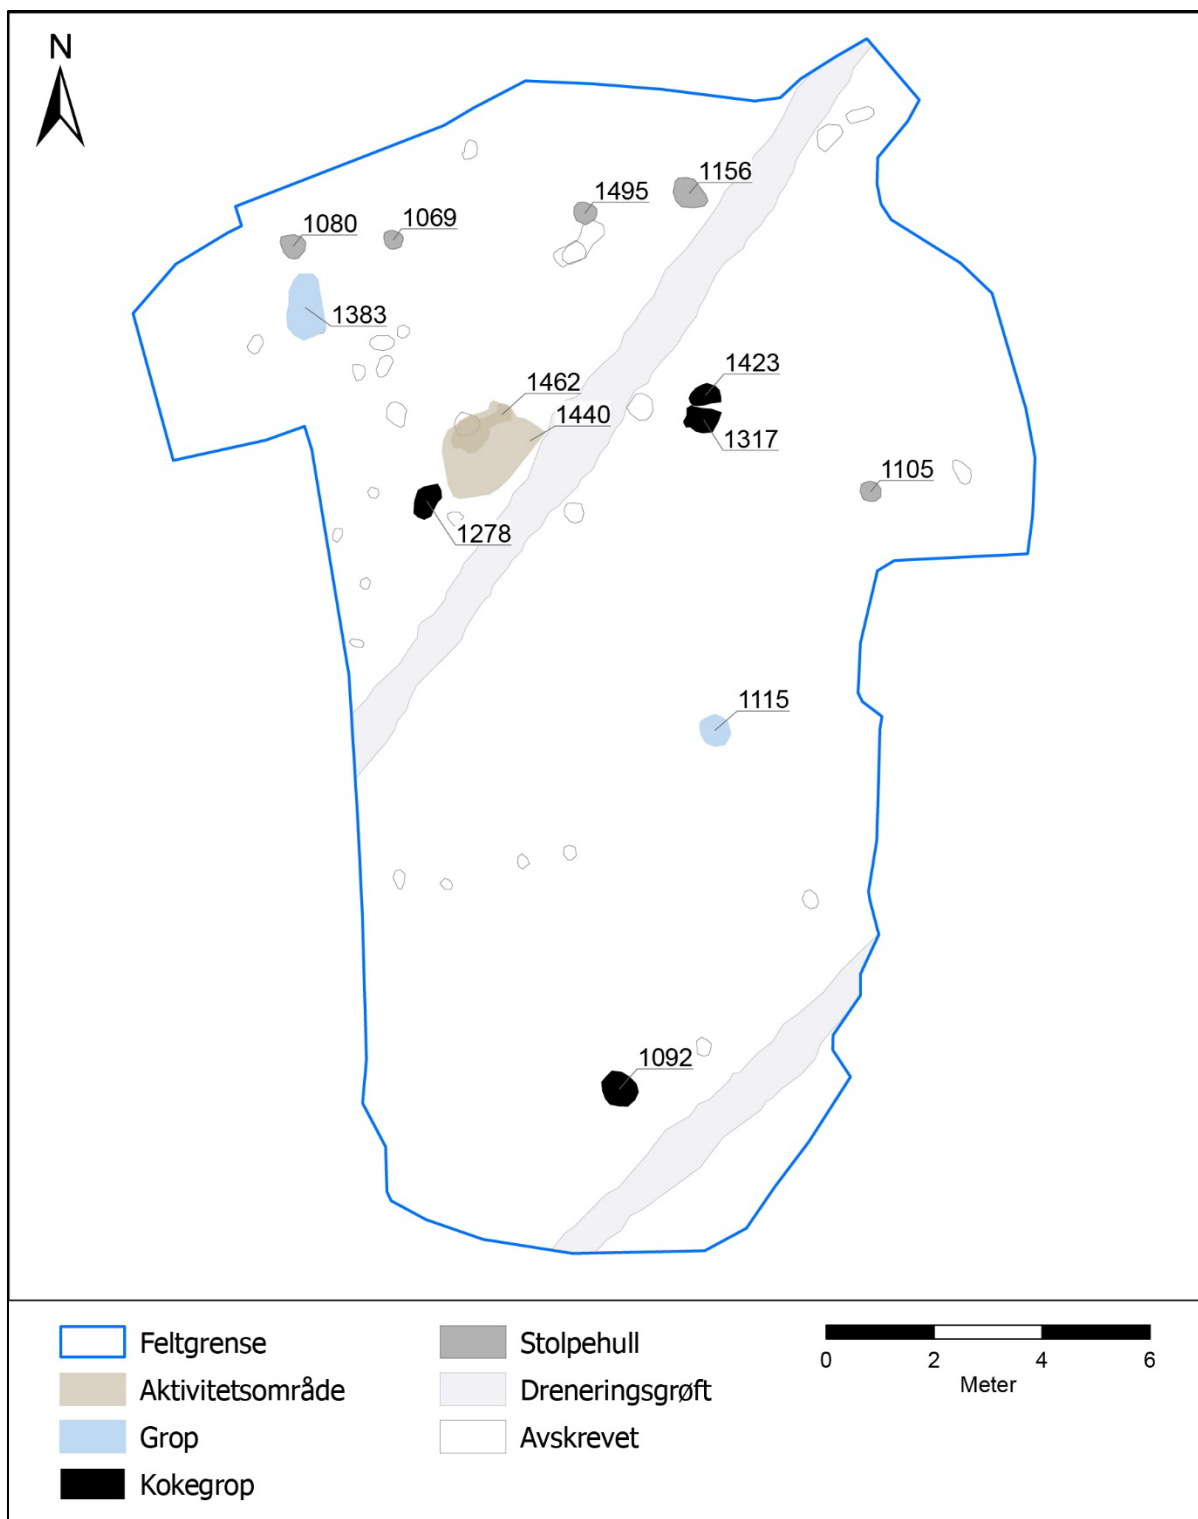 N
1156
1495
1080
1069
1383
1423
1462
1440
1317
1105
1278
1115
1092
Feltgrense
Aktivitetsområde
Grop
Kokegrop
Stolpehull
Dreneringsgrøft
Avskrevet
0 2 4 6
Meter